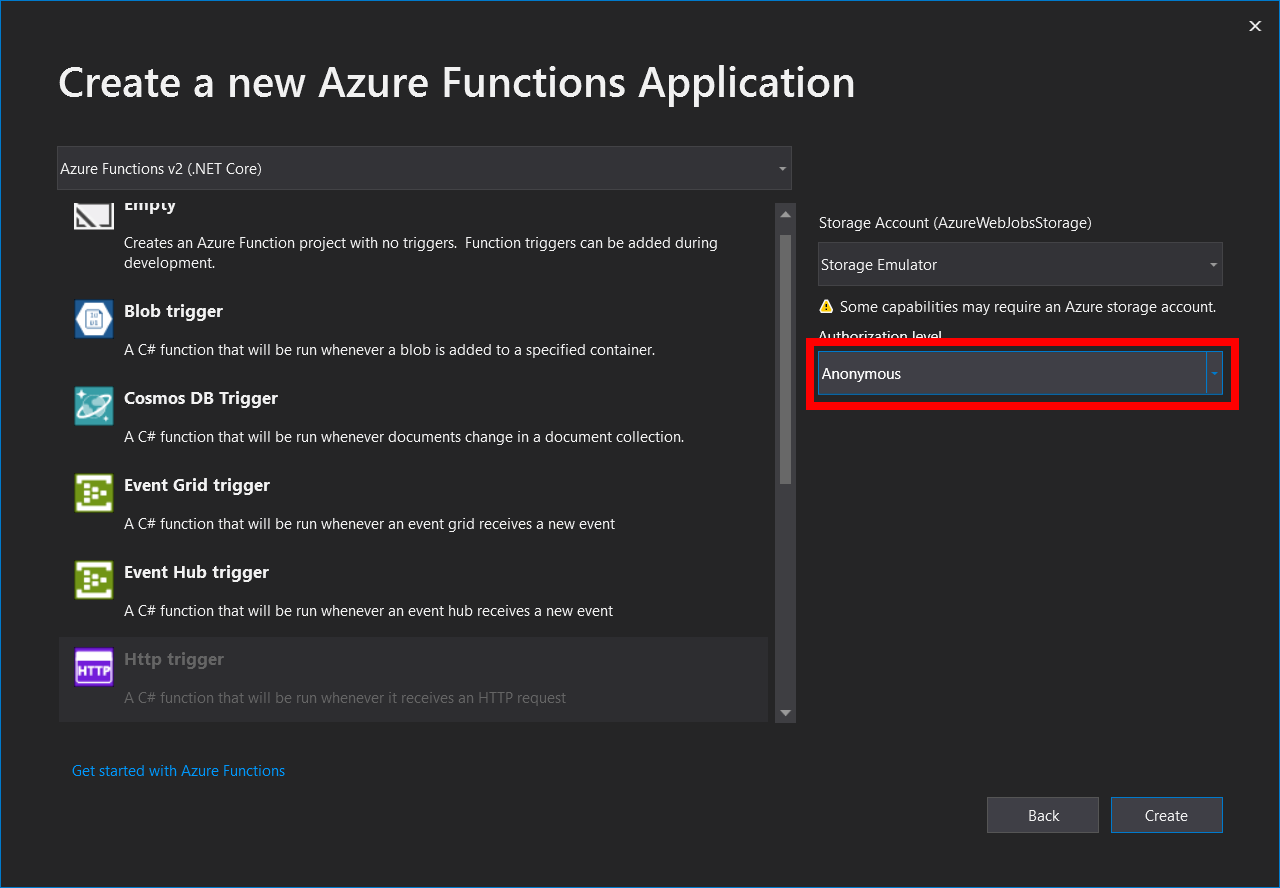 Create a new Azure Functions Application
Azure Functions v2 (.NET Core)
Empty
Creates an Azure Function project with no triggers.  Function triggers can be added during
development.
Blob trigger
A C# function that will be run whenever a blob is added to a specified container.
Cosmos DB Trigger
A C# function that will be run whenever documents change in a document collection.
Event Grid trigger
A C# function that will be run whenever an event grid receives a new event
Event Hub trigger
A C# function that will be run whenever an event hub receives a new event
HTTP
Http trigger
A C# function that will be run whenever it receives an HTTP request
Storage Account (AzureWebJobsStorage)
Storage Emulator
Some capabilities may require an Azure storage account.
Authorization level
Anonymous
Get started with Azure Functions
Back
Create